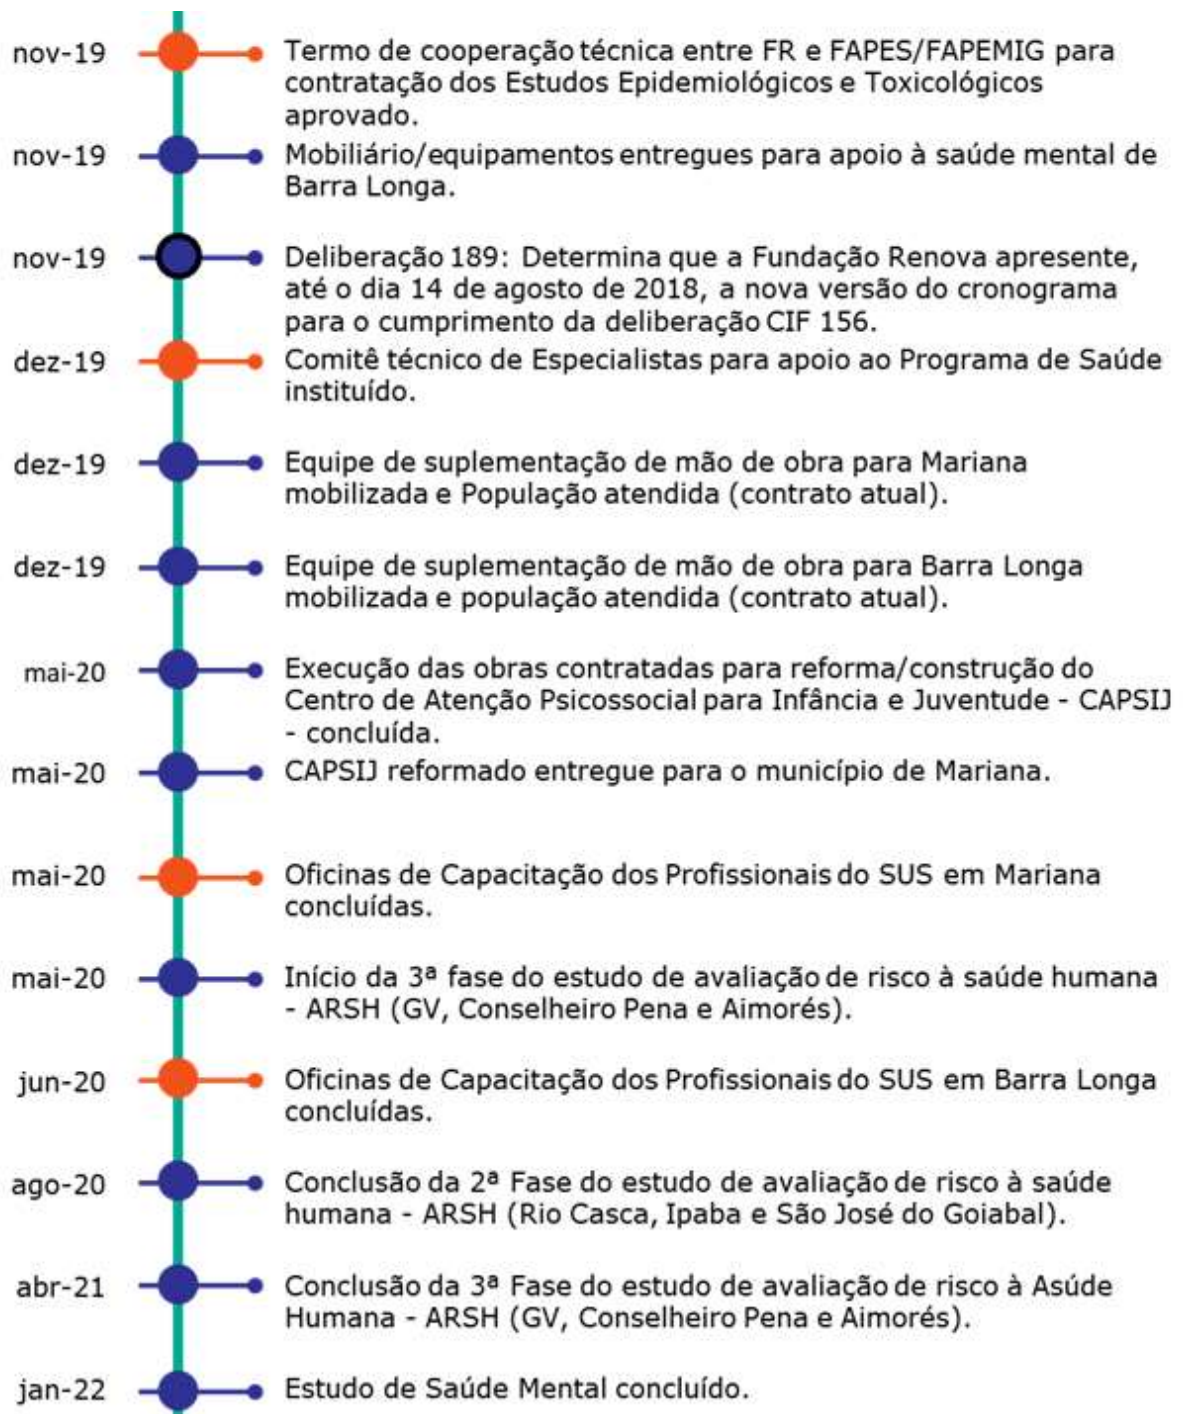 nov-19 Termo de cooperação técnica entre FR e FAPES/FAPEMIG para
contratação dos Estudos Epidemiológicos e Toxicológicos
aprovado.
nov-19 Mobiliário/equipamentos entregues para apoio à saúde mental de
Barra Longa.
nov-19 Deliberação 189: Determina que a Fundação Renova apresente,
até o dia 14 de agosto de 2018, a nova versão do cronograma
para o cumprimento da deliberação CIF 156.
dez-19 Comitê técnico de Especialistas para apoio ao Programa de Saúde
instituído.
dez-19 Equipe de suplementação de mão de obra para Mariana
mobilizada e População atendida (contrato atual).
dez-19 Equipe de suplementação de mão de obra para Barra Longa
mobilizada e população atendida (contrato atual).
mai-20 Execução das obras contratadas para reforma/construção do
Centro de Atenção Psicossocial para Infância e Juventude - CAPSIJ
- concluída.
mai-20 CAPSIJ reformado entregue para o município de Mariana.
mai-20 Oficinas de Capacitação dos Profissionais do SUS em Mariana
concluídas.
mai-20 Início da 3ª fase do estudo de avaliação de risco à saúde humana
- ARSH (GV, Conselheiro Pena e Aimorés).
jun-20 Oficinas de Capacitação dos Profissionais do SUS em Barra Longa
concluídas.
ago-20 Conclusão da 2ª Fase do estudo de avaliação de risco à saúde
humana - ARSH (Rio Casca, Ipaba e São José do Goiabal).
abr-21 Conclusão da 3ª Fase do estudo de avaliação de risco à Asúde
Humana - ARSH (GV, Conselheiro Pena e Aimorés).
jan-22 Estudo de Saúde Mental concluído.